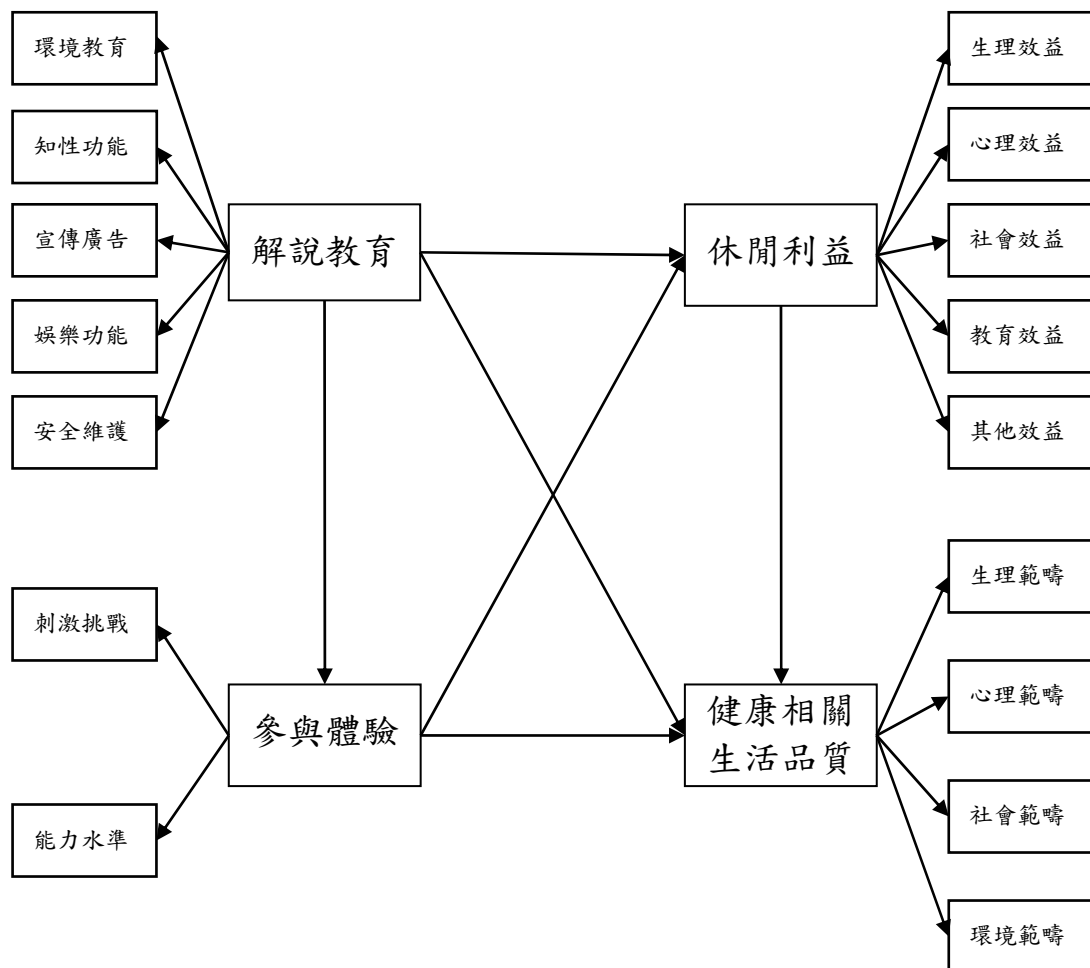 環境教育
知性功能
宣傳廣告
娛樂功能
安全維護
解說教育
休閒利益
生理效益
心理效益
社會效益
教育效益
其他效益
刺激挑戰
能力水準
參與體驗
健康相關
生活品質
生理範疇
心理範疇
社會範疇
環境範疇